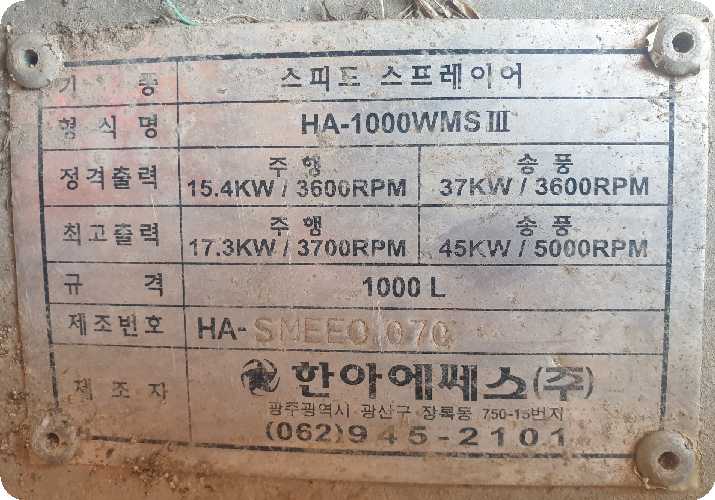 기 종 스피드 스프레이어
형 식 명 HA-1000WMSⅢ
정격출력 주 행 15.4KW / 3600RPM 송 풍 37KW / 3600RPM
최고출력 주 행 17.3KW / 3700RPM 송 풍 45KW / 5000RPM
규 격 1000 L
제조번호 HA-SMEEO 070
제 조 자 한아에쎄스(주)
광주광역시 광산구 장록동 750-15번지
(062)945-2101